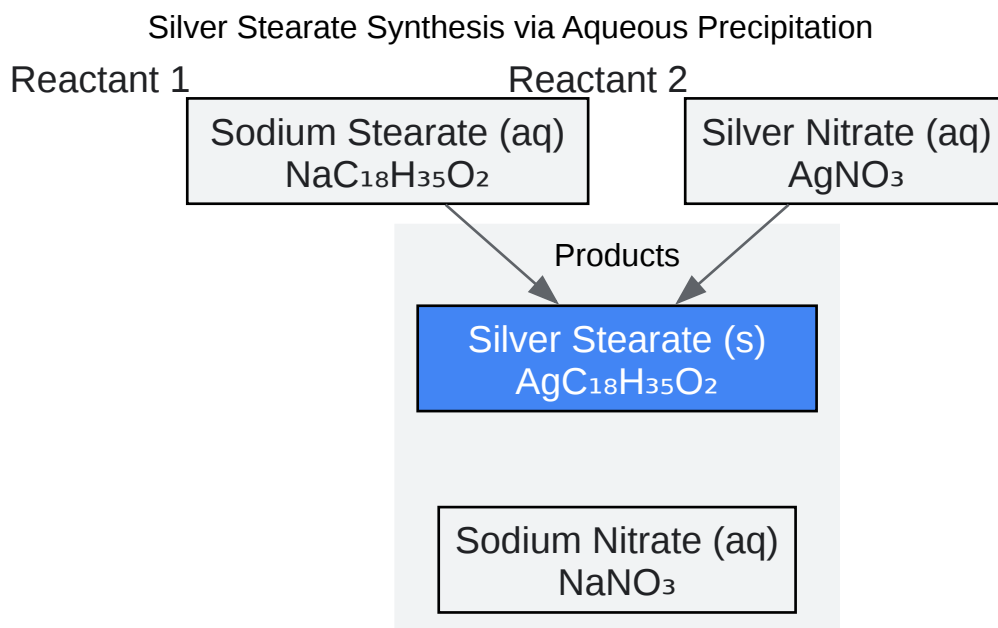 Silver Stearate Synthesis via Aqueous Precipitation
Reactant 1
Reactant 2
Sodium Stearate (aq)
NaC₁₈H₃₅O₂
Silver Nitrate (aq)
AgNO₃
Products
Silver Stearate (s)
AgC₁₈H₃₅O₂
Sodium Nitrate (aq)
NaNO₃